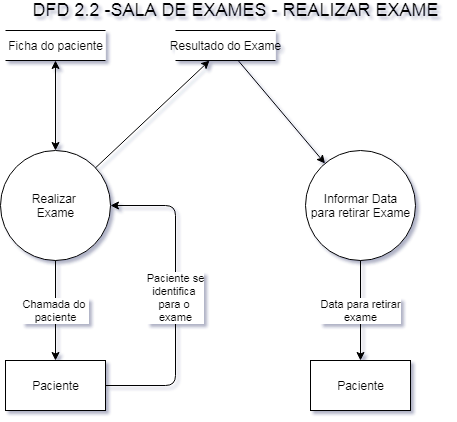 DFD 2.2 -SALA DE EXAMES - REALIZAR EXAME
Ficha do paciente
Resultado do Exame
Realizar
Exame
Informar Data
para retirar Exame
Paciente se
identifica
para o
exame
Chamada do
paciente
Data para retirar
exame
Paciente
Paciente